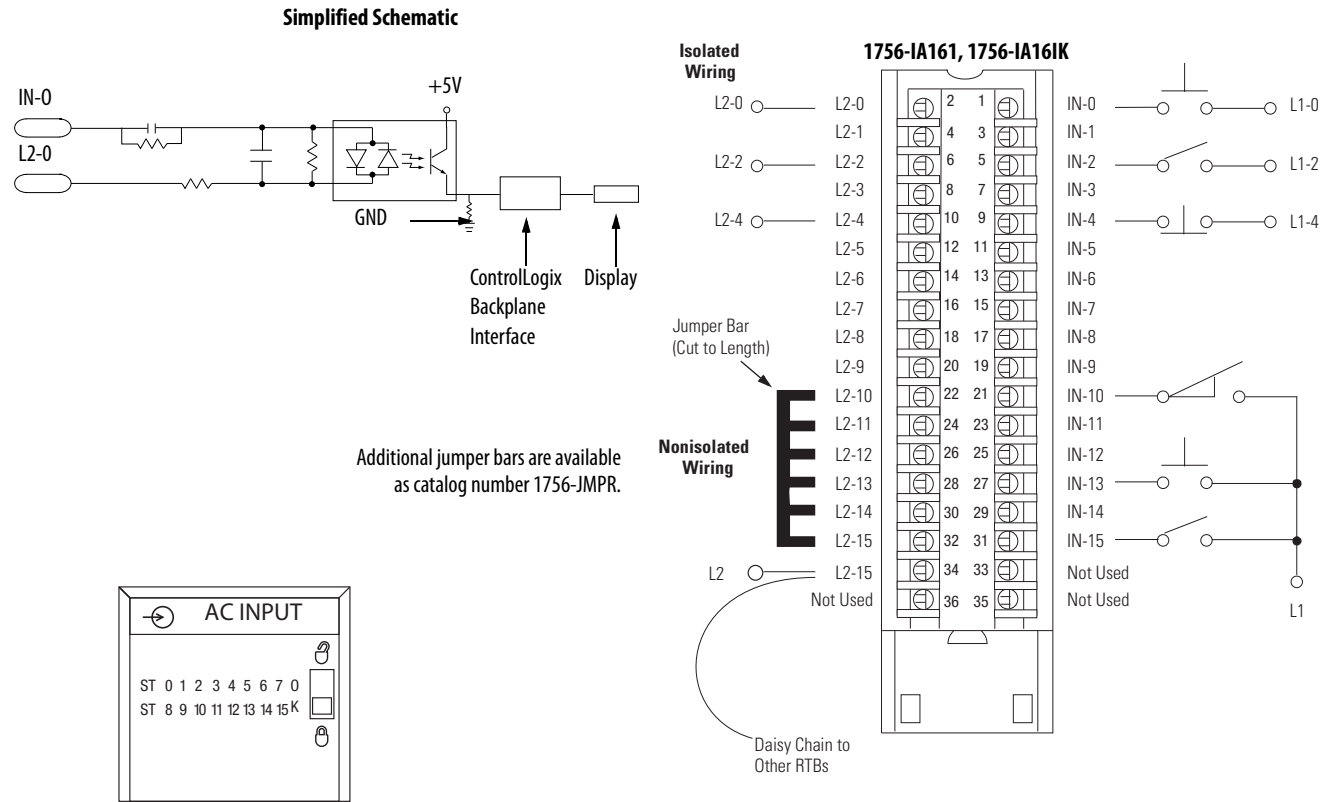 Simplified Schematic
IN-0
L2-0
+5V
GND
ControlLogix
Backplane
Interface
Display
Additional jumper bars are available
as catalog number 1756-JMPR.
AC INPUT
ST 0 1 2 3 4 5 6 7 O
ST 8 9 10 11 12 13 14 15 K
Isolated
Wiring
1756-IA161, 1756-IA16IK
L2-0 L2-0 2 1 IN-0 L1-0
L2-1 4 3 IN-1
L2-2 L2-2 6 5 IN-2 L1-2
L2-3 8 7 IN-3
L2-4 L2-4 10 9 IN-4 L1-4
L2-5 12 11 IN-5
L2-6 14 13 IN-6
L2-7 16 15 IN-7
Jumper Bar
(Cut to Length)
L2-8 18 17 IN-8
L2-9 20 19 IN-9
L2-10 22 21 IN-10
L2-11 24 23 IN-11
Nonisolated
Wiring
L2-12 26 25 IN-12
L2-13 28 27 IN-13
L2-14 30 29 IN-14
L2-15 32 31 IN-15
L2 L2-15 34 33 Not Used
Not Used 36 35 Not Used
L1
Daisy Chain to
Other RTBs